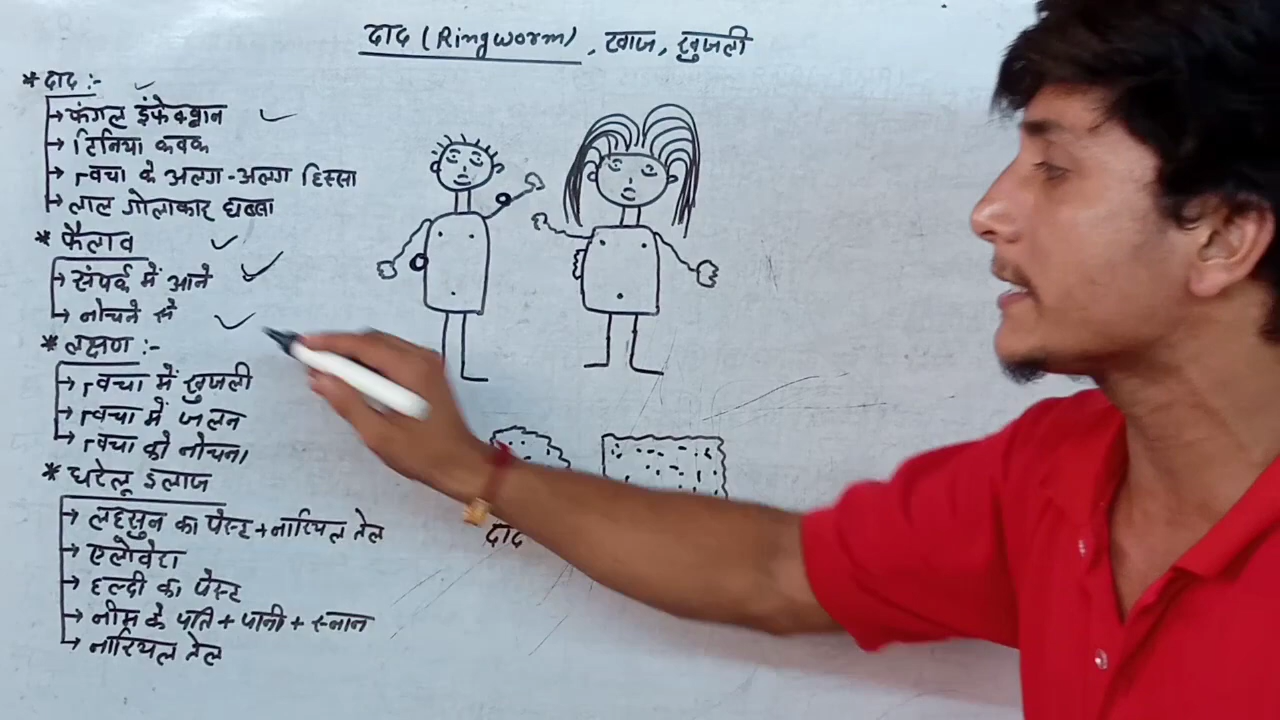 दाद (Ringworm), खाज, खुजली
* दाद :-
→ फंगल इंफेक्शन
→ टिनिया कवक
→ त्वचा के अलग-अलग हिस्सा
→ लाल गोलाकार धब्बा
* फैलाव
→ संपर्क में आने
→ नोचने से
* लक्षण :-
→ त्वचा में खुजली
→ त्वचा में जलन
→ त्वचा को नोचना
* घरेलू इलाज
→ लहसुन का पेस्ट + नारियल तेल
→ एलोवेरा
→ हल्दी का पेस्ट
→ नीम के पत्ति + पानी + स्नान
→ नारियल तेल
दाद